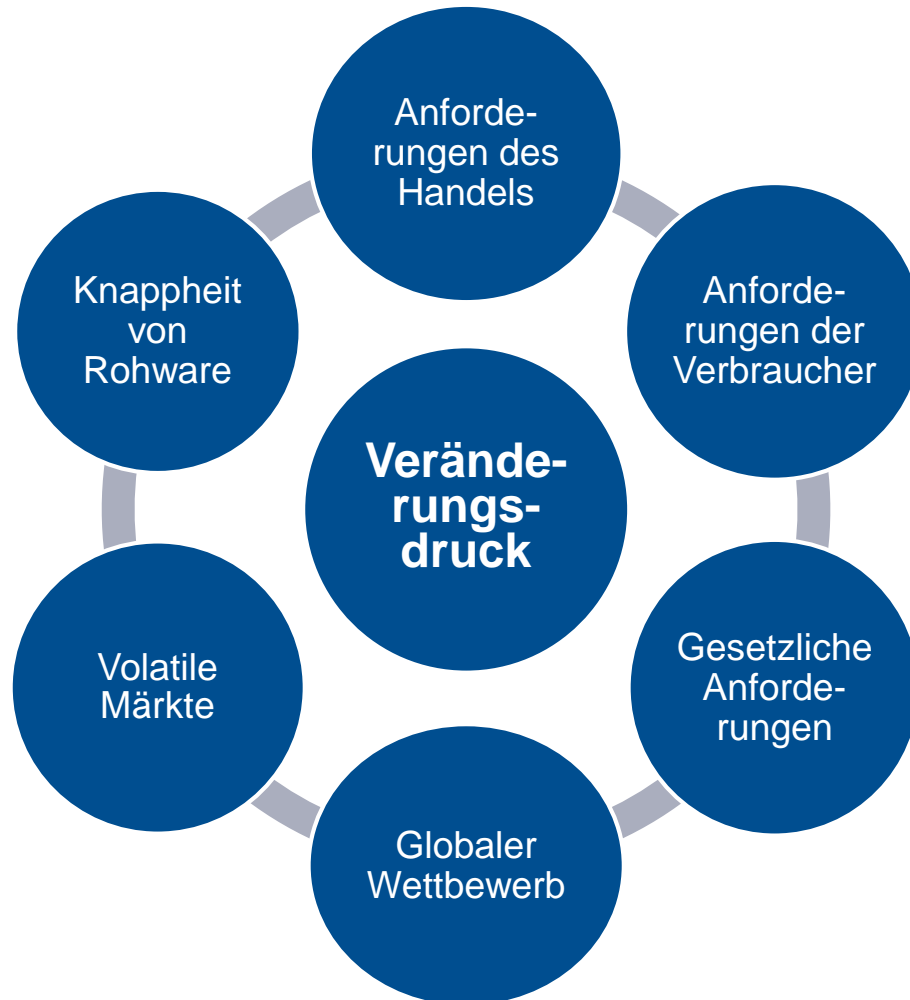 Anforde-
rungen des
Handels
Anforde-
rungen der
Verbraucher
Knappheit
von
Rohware
Verände-
rungs-
druck
Gesetzliche
Anforde-
rungen
Volatile
Märkte
Globaler
Wettbewerb